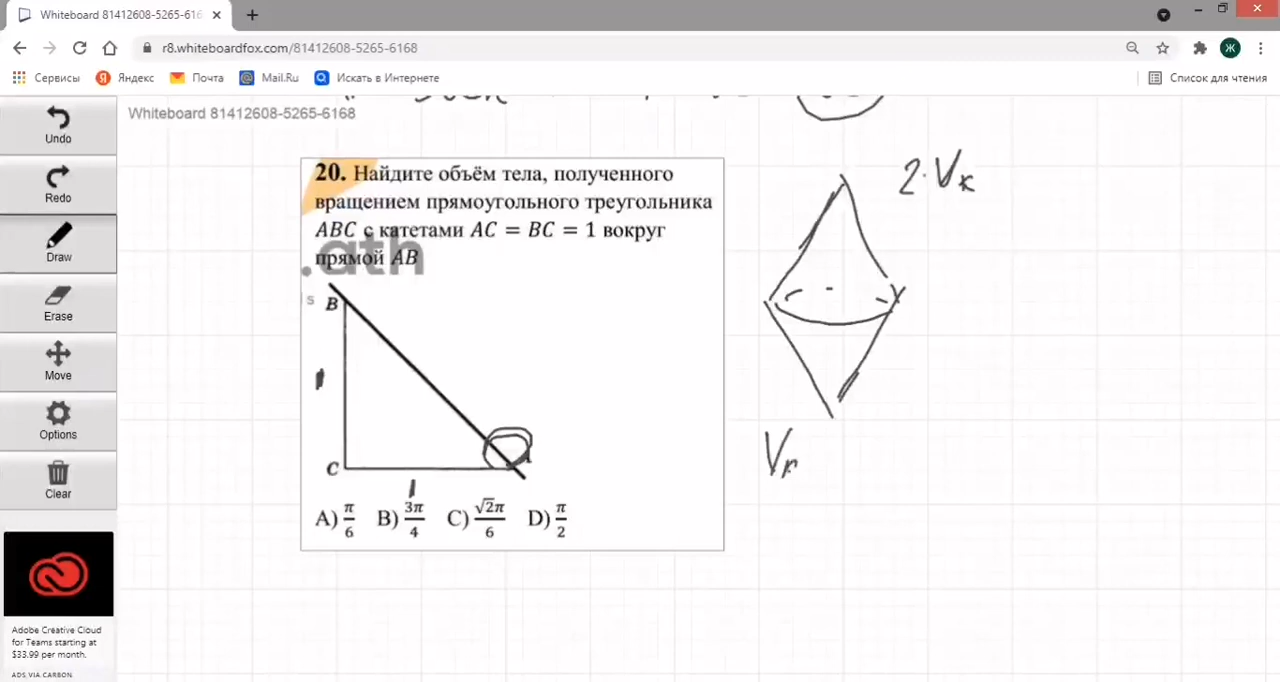 Whiteboard 81412608-5265-616
r8.whiteboardfox.com/81412608-5265-6168
Ж
Сервисы
Яндекс
Почта
Mail.Ru
Искать в Интернете
Список для чтения
Whiteboard 81412608-5265-6168
Undo
Redo
Draw
Erase
Move
Options
Clear
Adobe Creative Cloud
for Teams starting at
$33.99 per month.
ADS VIA CARBON
20. Найдите объём тела, полученного
вращением прямоугольного треугольника
ABC с катетами AC = BC = 1 вокруг
прямой AB
.ath
s
B
1
C
1
A) π/6 B) 3π/4 C) √2π/6 D) π/2
2·Vк